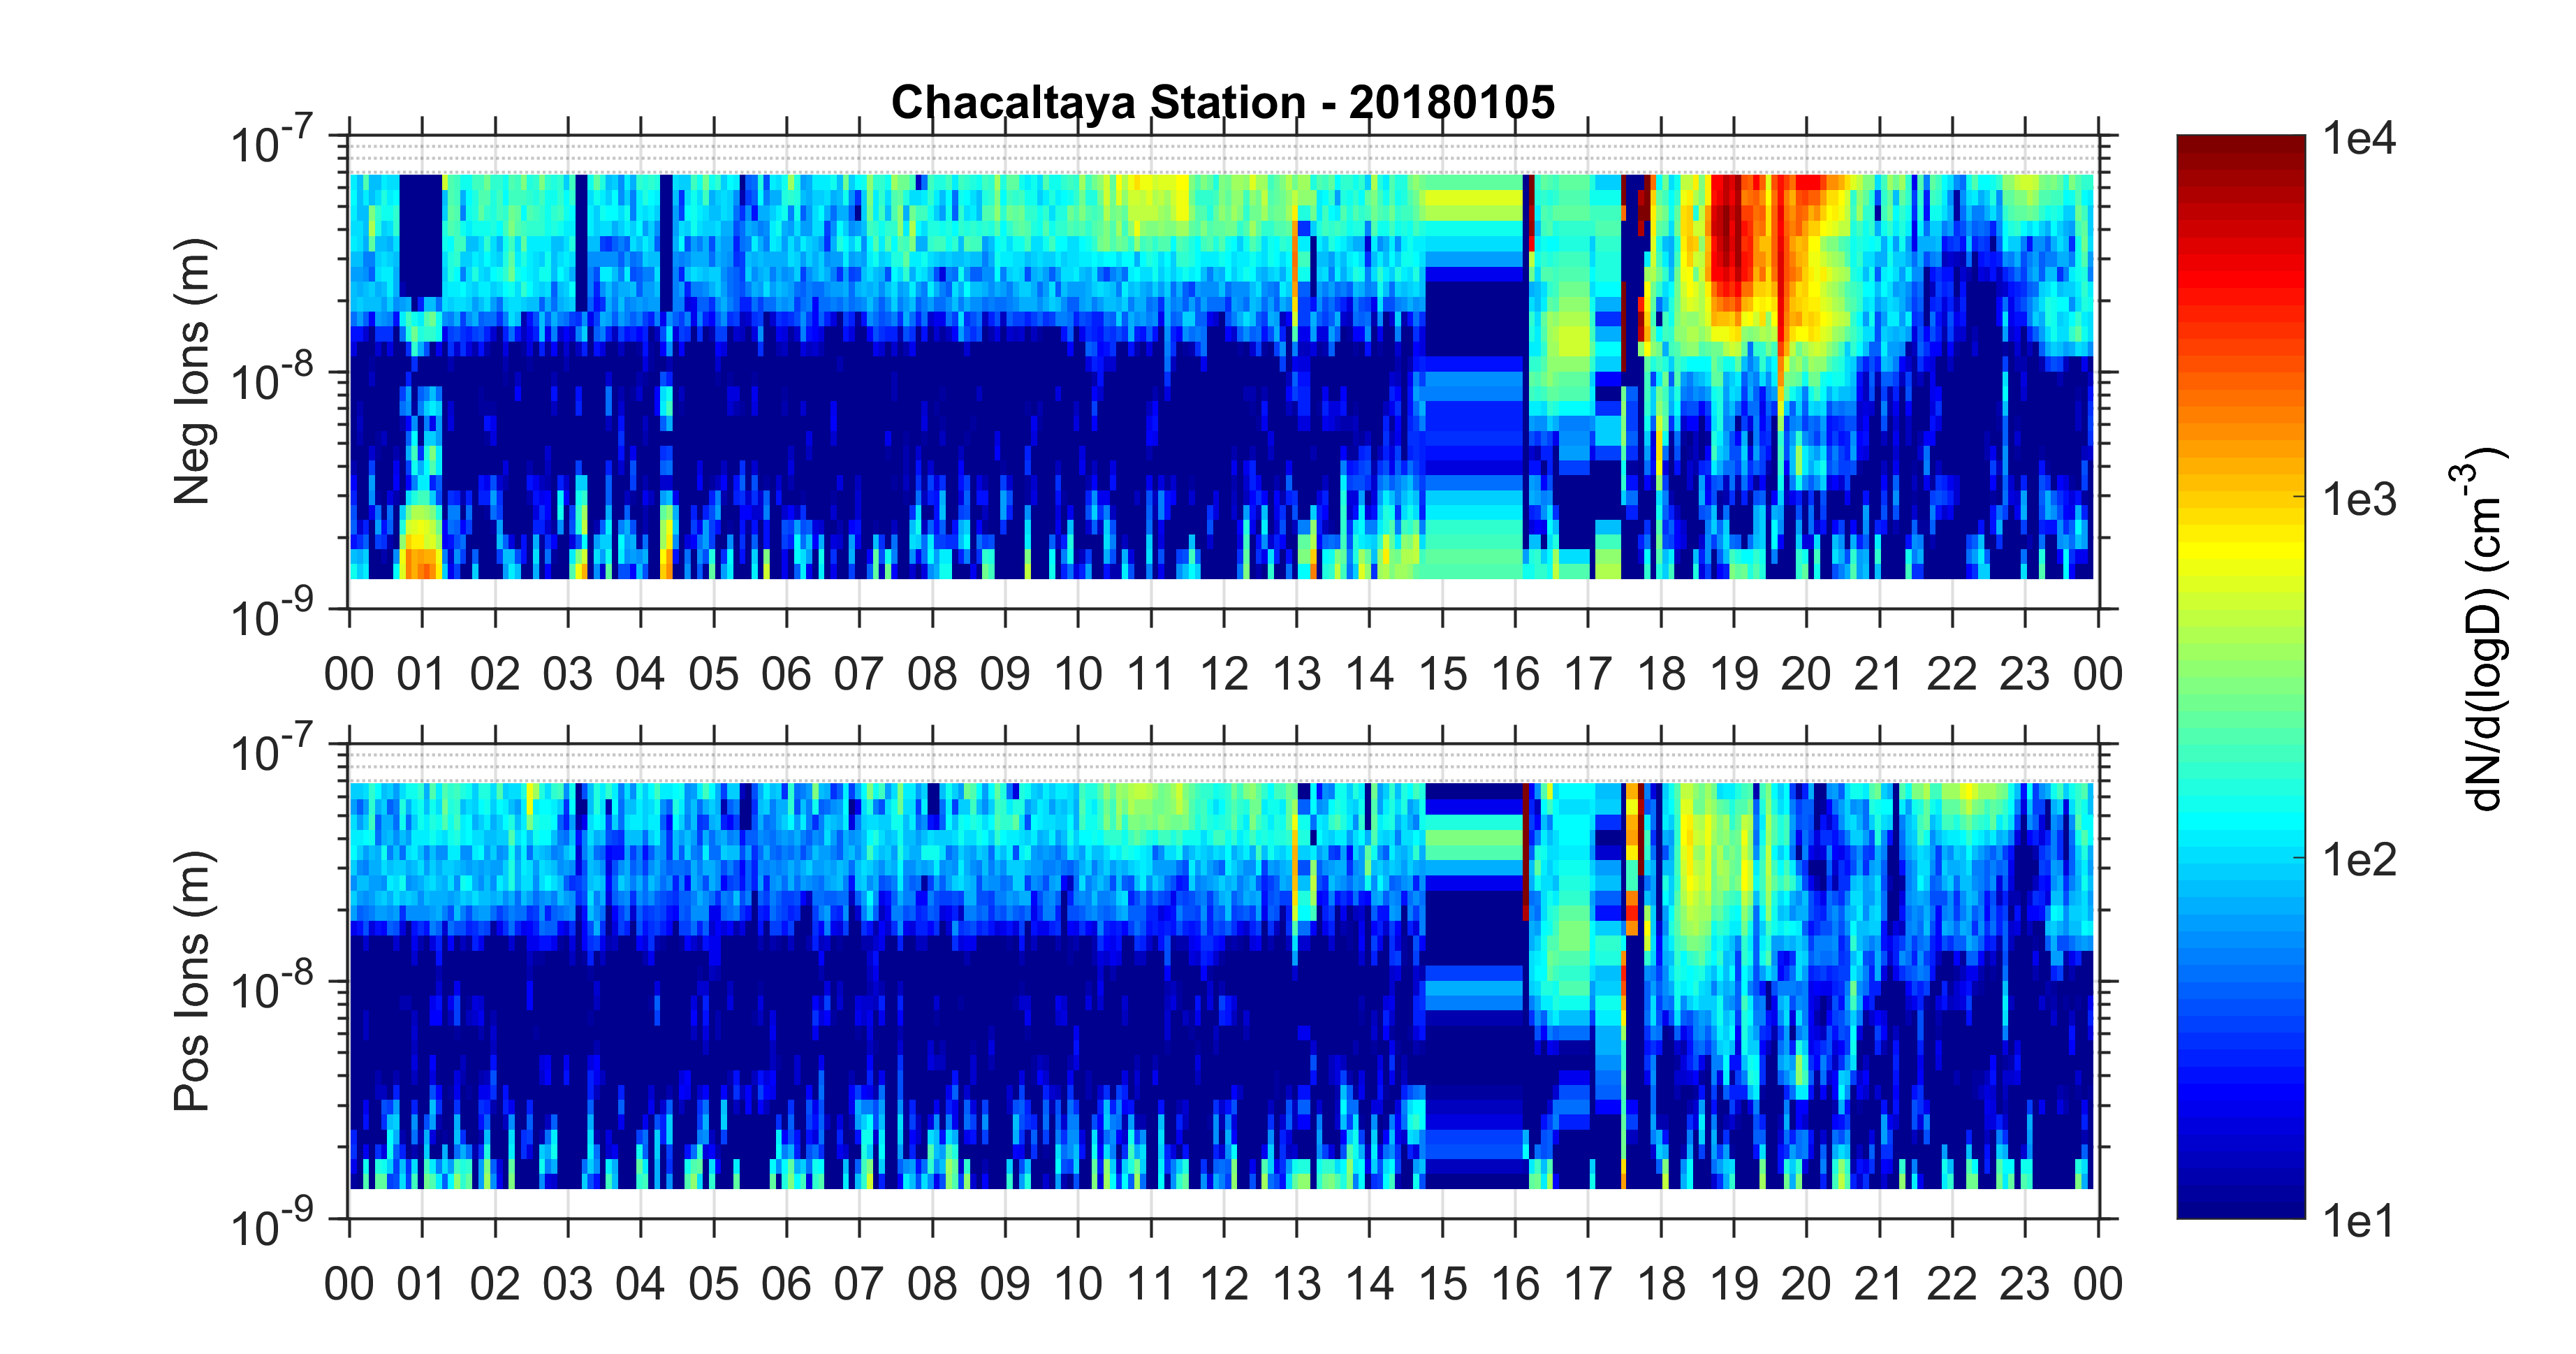 Chacaltaya Station - 20180105
10-7
10-8
10-9
Neg Ions (m)
00 01 02 03 04 05 06 07 08 09 10 11 12 13 14 15 16 17 18 19 20 21 22 23 00
10-7
10-8
10-9
Pos Ions (m)
00 01 02 03 04 05 06 07 08 09 10 11 12 13 14 15 16 17 18 19 20 21 22 23 00
1e4
1e3
1e2
1e1
dN/d(logD) (cm-3)